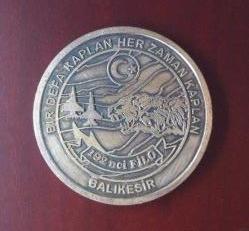 BİR DEFA KAPLAN HER ZAMAN KAPLAN
192 nci FİLO
BALIKESİR